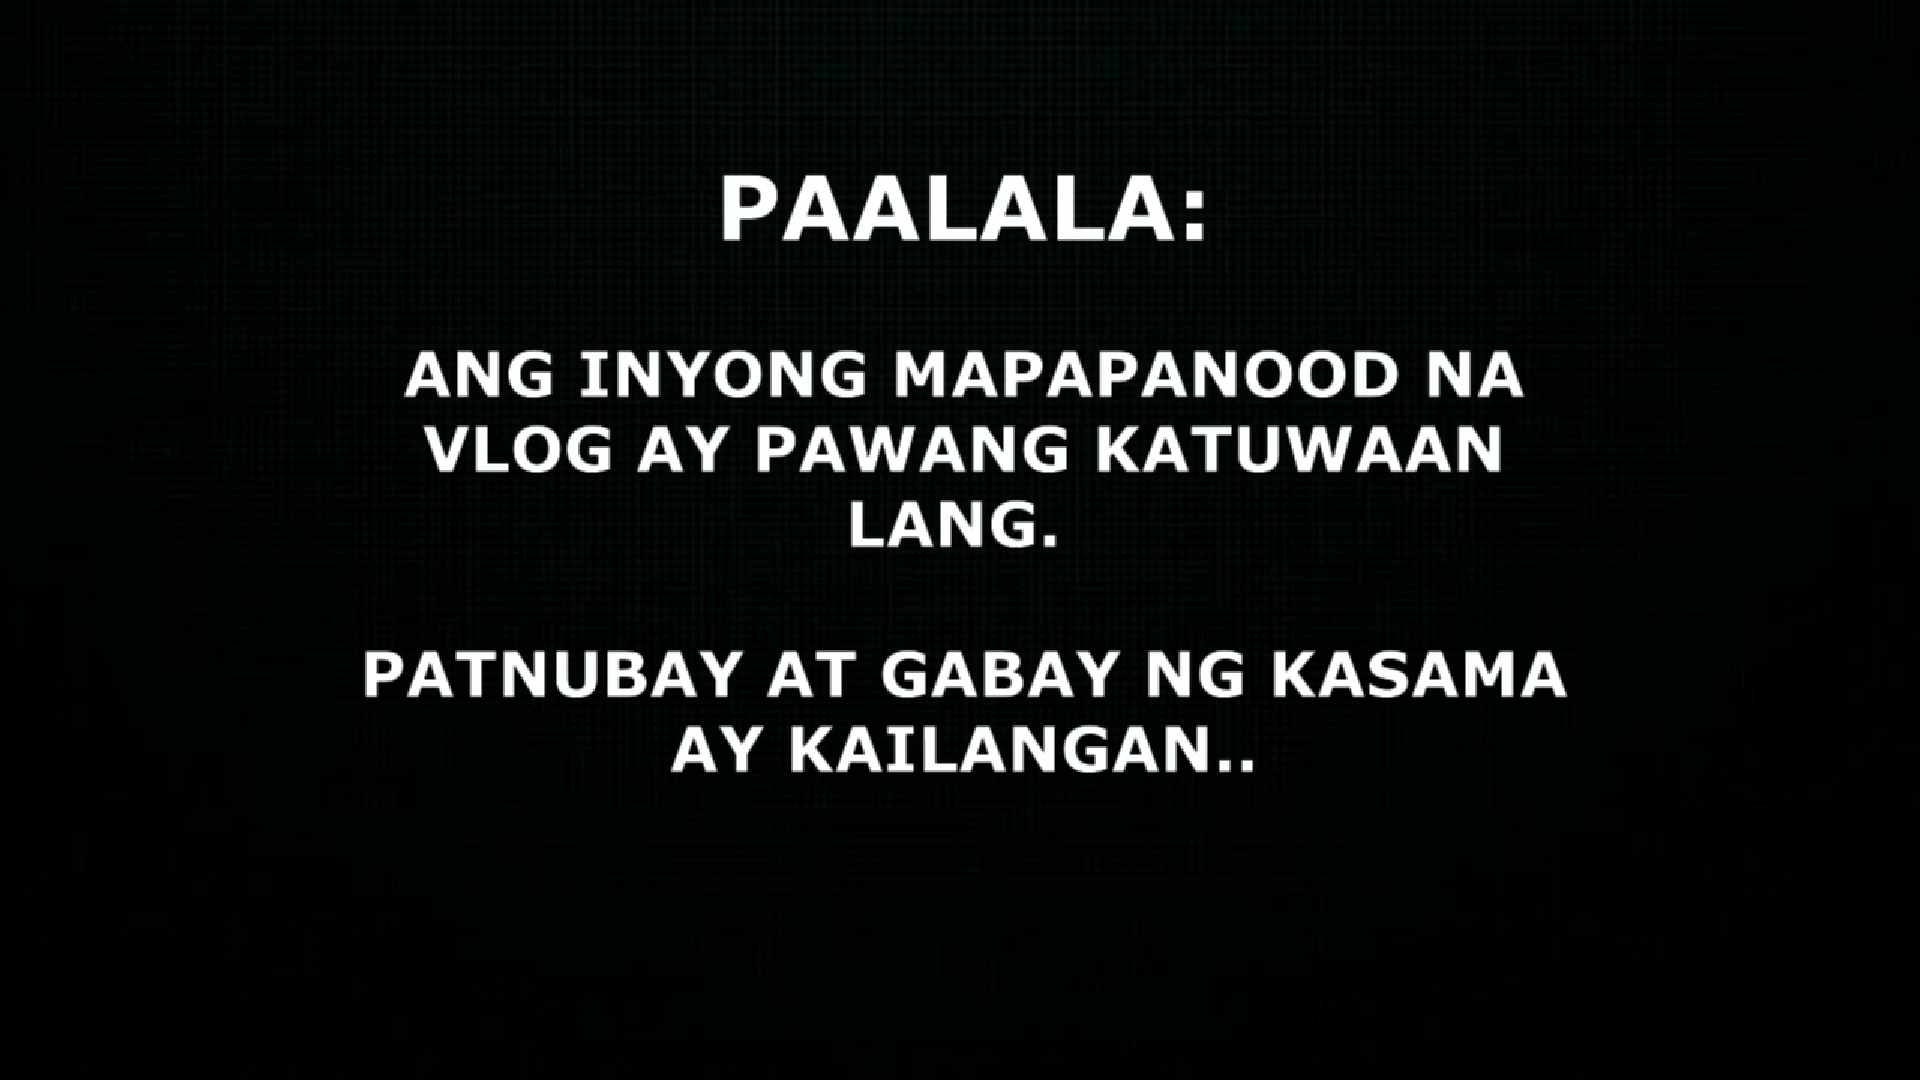 PAALALA:
ANG INYONG MAPAPANOOD NA
VLOG AY PAWANG KATUWAAN
LANG.
PATNUBAY AT GABAY NG KASAMA
AY KAILANGAN..